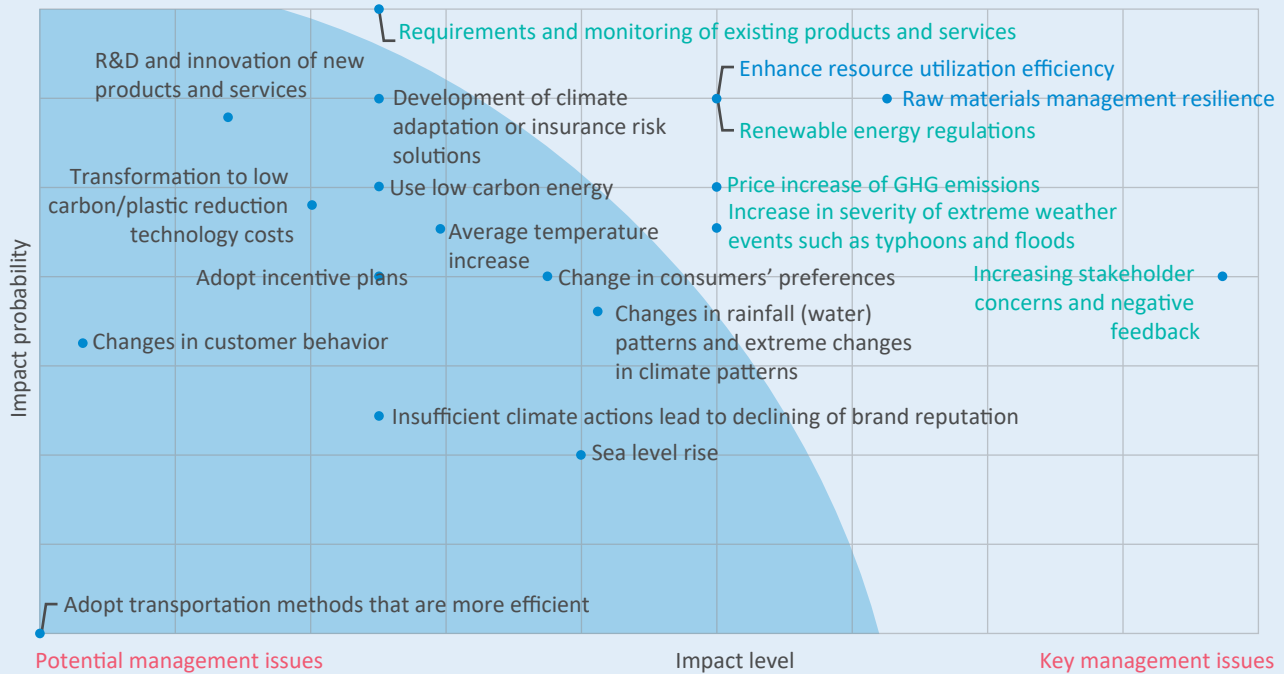 Requirements and monitoring of existing products and services
R&D and innovation of new
products and services
Enhance resource utilization efficiency
Development of climate
adaptation or insurance risk
solutions
Raw materials management resilience
Renewable energy regulations
Transformation to low
carbon/plastic reduction
technology costs
Use low carbon energy
Price increase of GHG emissions
Increase in severity of extreme weather
events such as typhoons and floods
Average temperature
increase
Adopt incentive plans
Change in consumers’ preferences
Increasing stakeholder
concerns and negative
feedback
Changes in rainfall (water)
patterns and extreme changes
in climate patterns
Changes in customer behavior
Impact probability
Insufficient climate actions lead to declining of brand reputation
Sea level rise
Adopt transportation methods that are more efficient
Potential management issues
Impact level
Key management issues